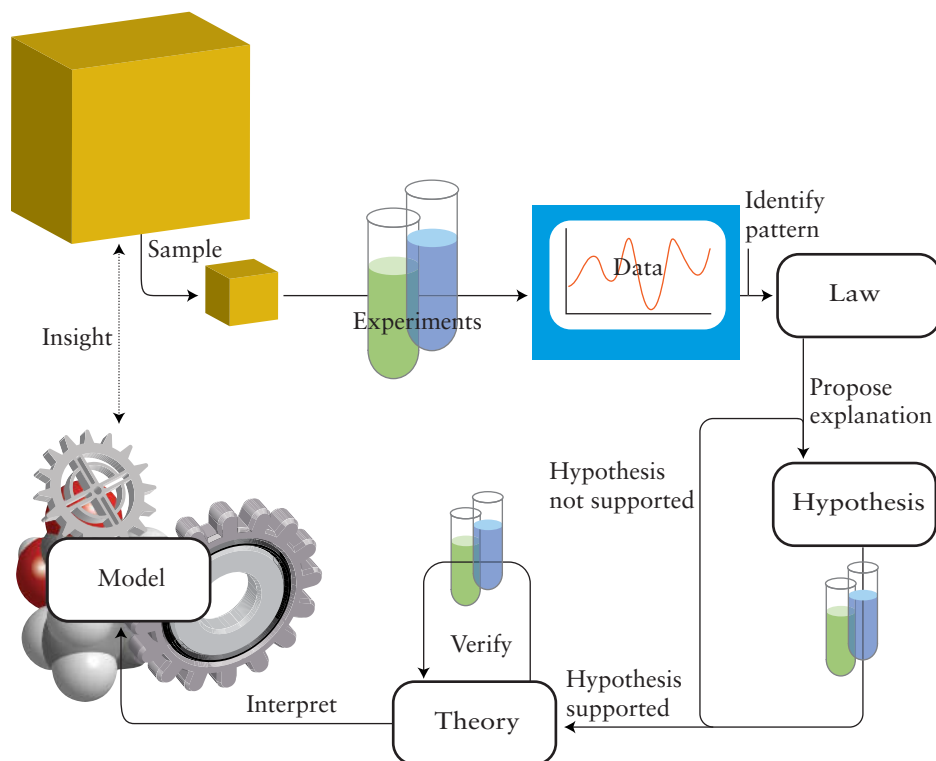 Sample
Identify
pattern
Data
Experiments
Law
Insight
Propose
explanation
Hypothesis
not supported
Hypothesis
Model
Verify
Hypothesis
supported
Interpret
Theory